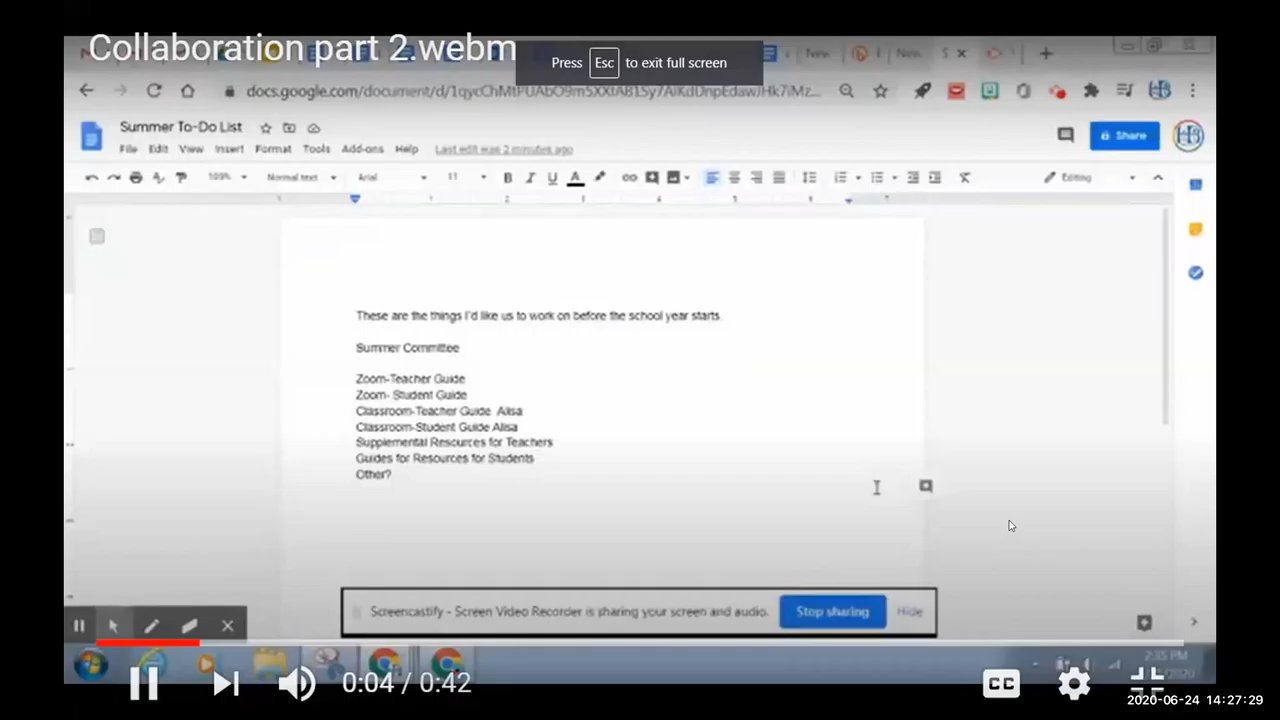 Collaboration part 2.webm
Press Esc to exit full screen
Summer To-Do List
Share
File Edit View Insert Format Tools Add-ons Help Last edit was 2 minutes ago
Normal text Arial 11 Editing
These are the things I'd like us to work on before the school year starts
Summer Committee
Zoom-Teacher Guide
Zoom- Student Guide
Classroom-Teacher Guide Alisa
Classroom-Student Guide Alisa
Supplemental Resources for Teachers
Guides for Resources for Students
Other?
Screencastify - Screen Video Recorder is sharing your screen and audio. Stop sharing Hide
2:35 PM
0:04 / 0:42
CC
2020-06-24 14:27:29